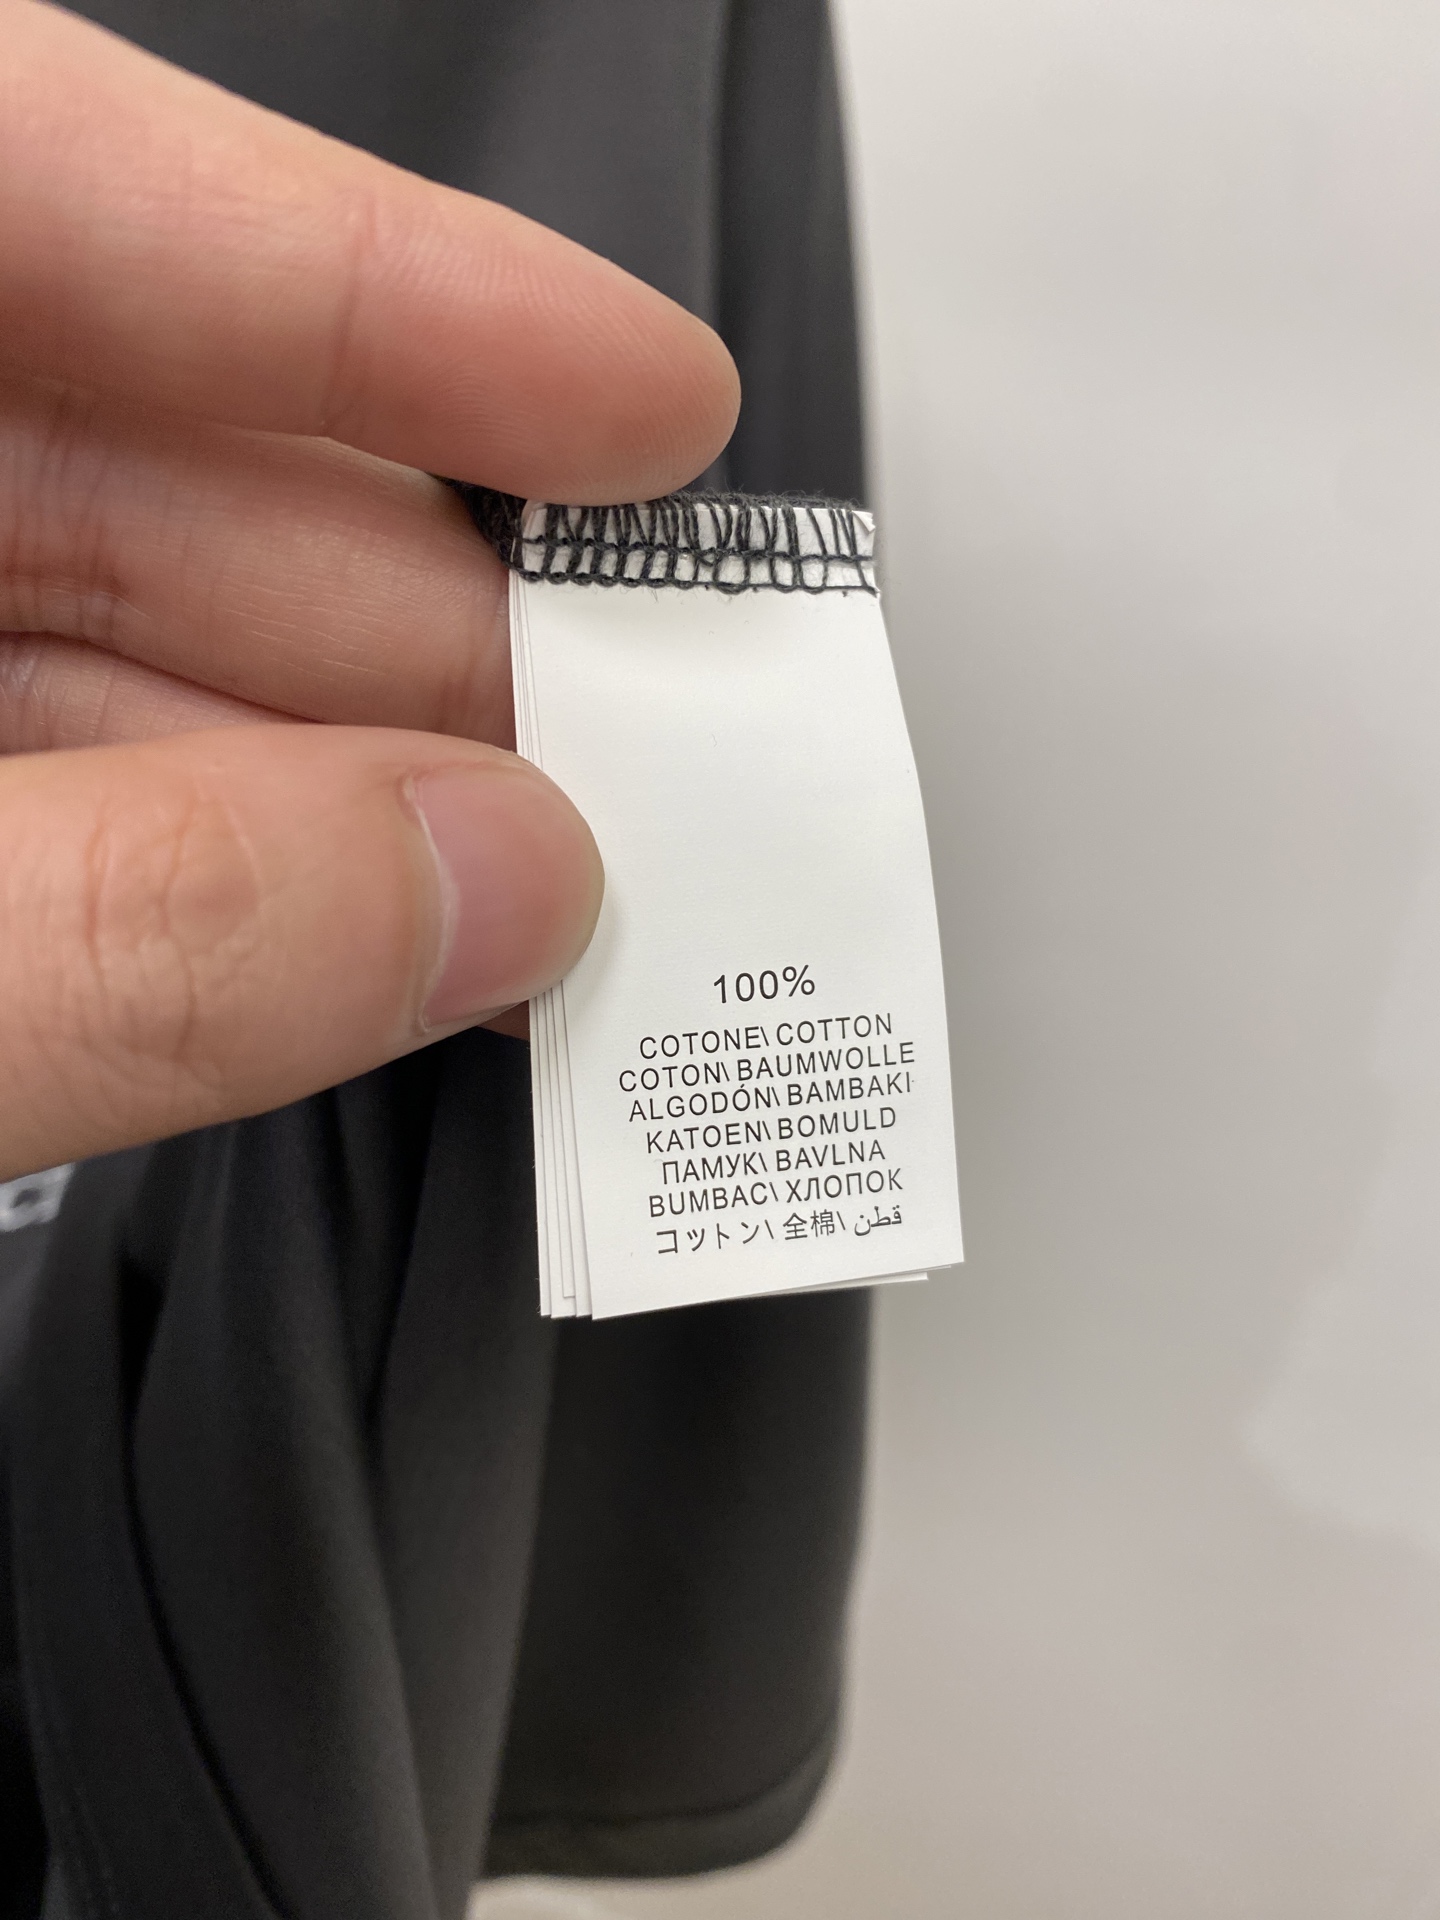 100%
COTONE\ COTTON
COTON\ BAUMWOLLE
ALGODÓN\ BAMBAKI
KATOEN\ BOMULD
ПАМУК\ BAVLNA
BUMBAC\ ХЛОПОК
コットン\ 全棉\ قطن